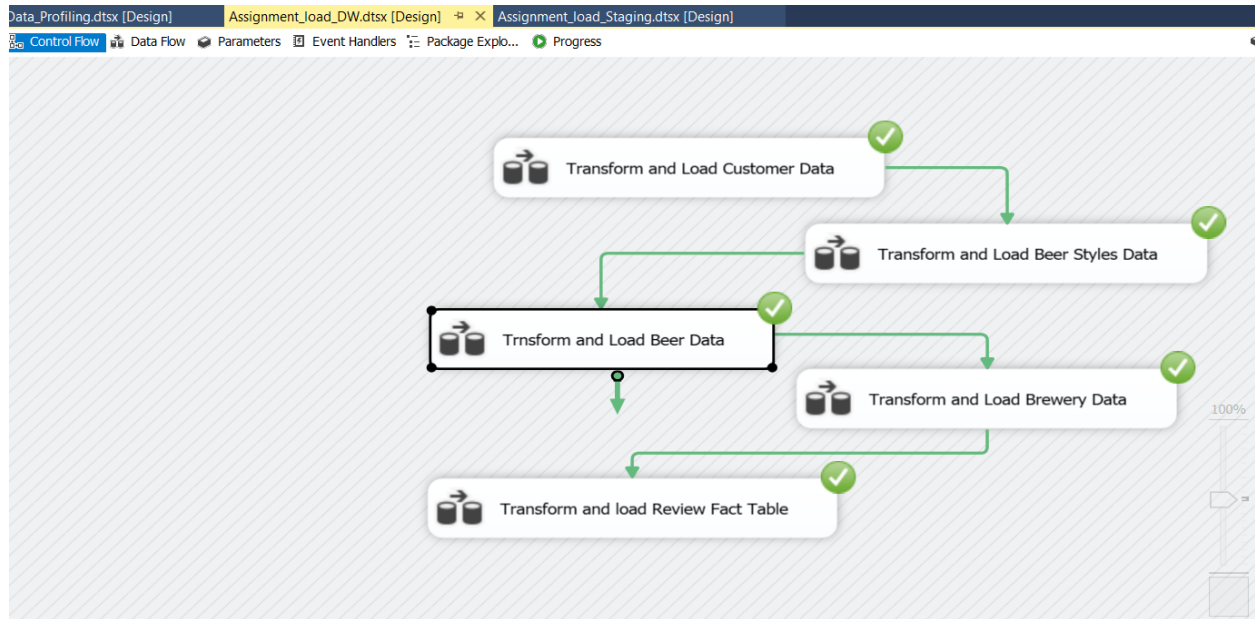 Data_Profiling.dtsx [Design] Assignment_load_DW.dtsx [Design] Assignment_load_Staging.dtsx [Design]
Control Flow Data Flow Parameters Event Handlers Package Explo... Progress
Transform and Load Customer Data
Transform and Load Beer Styles Data
Trnsform and Load Beer Data
Transform and Load Brewery Data
100%
Transform and load Review Fact Table